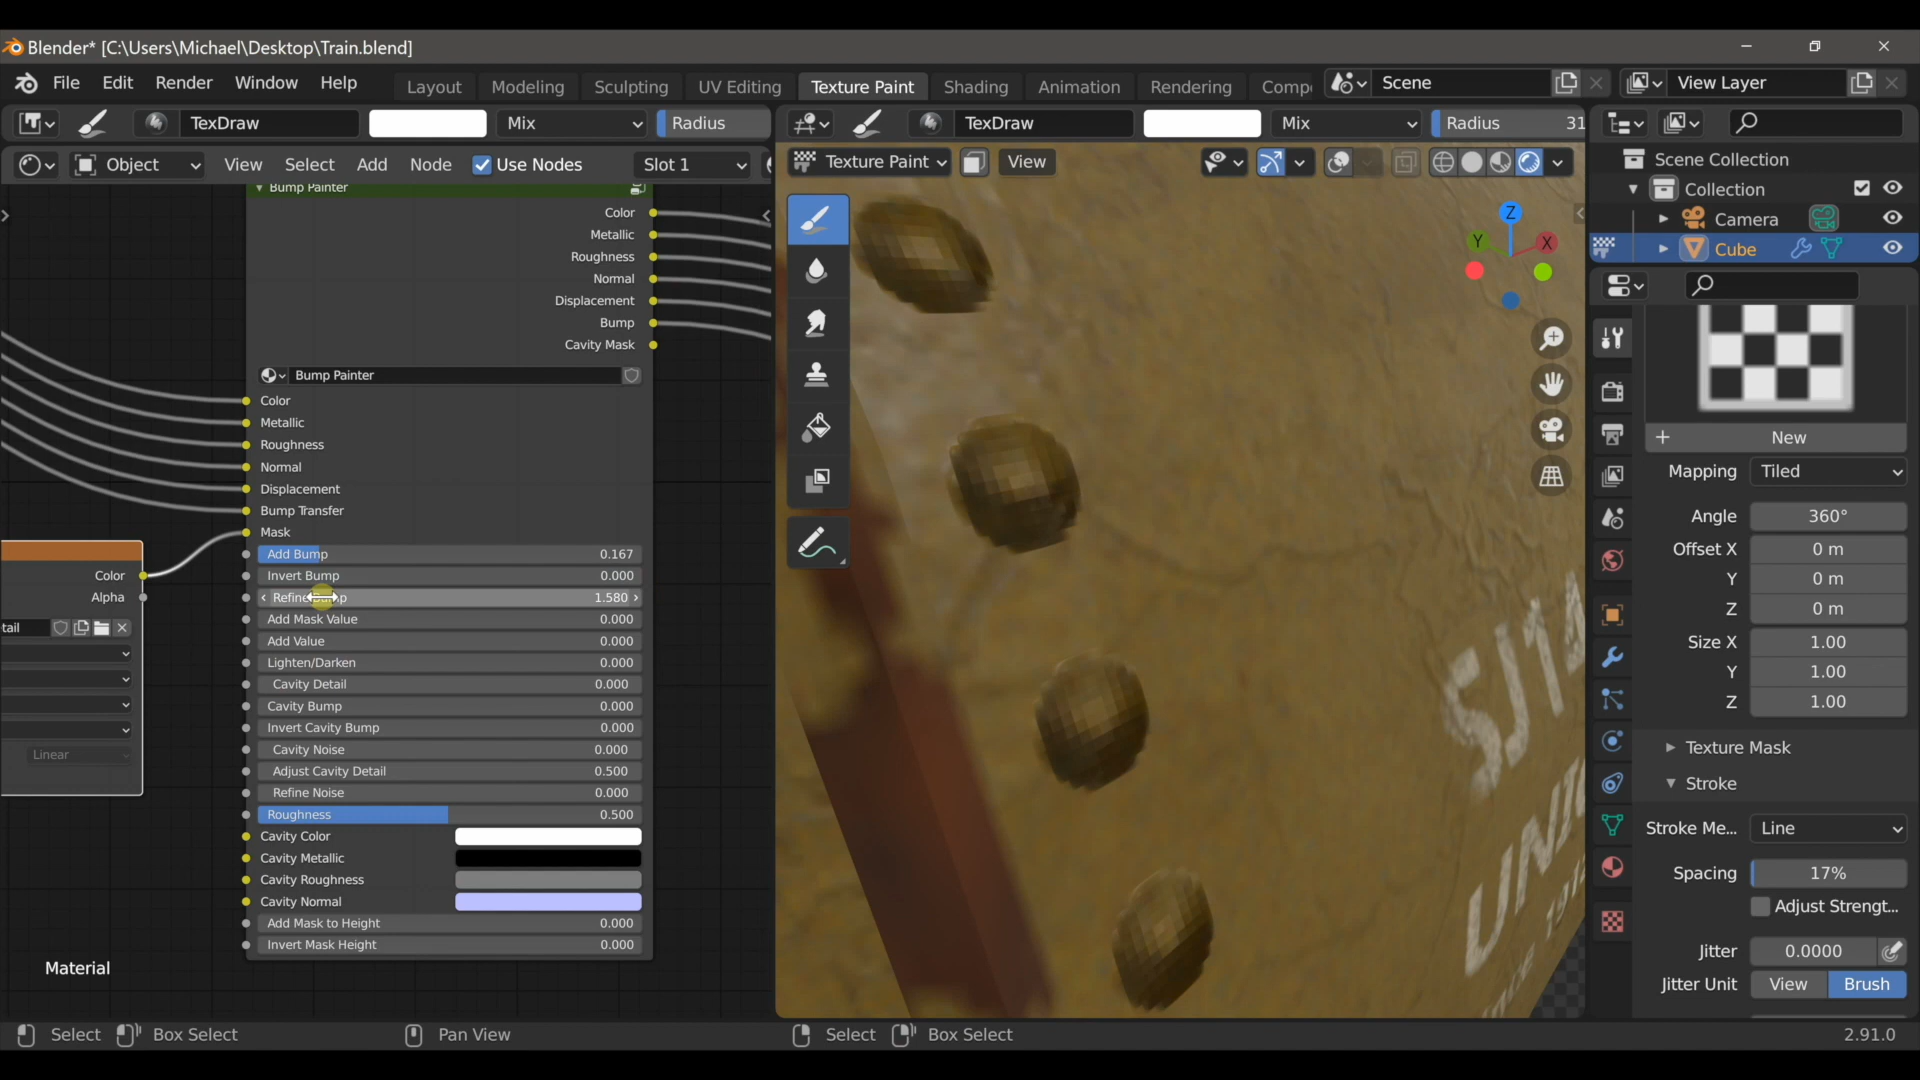 Blender* [C:\Users\Michael\Desktop\Train.blend]
File Edit Render Window Help Layout Modeling Sculpting UV Editing Texture Paint Shading Animation Rendering Comp Scene View Layer
TexDraw Mix Radius TexDraw Mix Radius 31
Object View Select Add Node Use Nodes Slot 1 Texture Paint View
Scene Collection
Collection
Camera
Cube
Bump Painter
Color
Metallic
Roughness
Normal
Displacement
Bump
Cavity Mask
Bump Painter
Color
Metallic
Roughness
Normal
Displacement
Bump Transfer
Mask
Add Bump 0.167
Invert Bump 0.000
1.580
Add Mask Value 0.000
Add Value 0.000
Lighten/Darken 0.000
Cavity Detail 0.000
Cavity Bump 0.000
Invert Cavity Bump 0.000
Cavity Noise 0.000
Adjust Cavity Detail 0.500
Refine Noise 0.000
Roughness 0.500
Cavity Color
Cavity Metallic
Cavity Roughness
Cavity Normal
Add Mask to Height 0.000
Invert Mask Height 0.000
Color
Alpha
tail
Linear
Material
X Y Z
New
Mapping Tiled
Angle 360°
Offset X 0 m
Y 0 m
Z 0 m
Size X 1.00
Y 1.00
Z 1.00
Texture Mask
Stroke
Stroke Me... Line
Spacing 17%
Adjust Strengt...
Jitter 0.0000
Jitter Unit View Brush
Select Box Select Pan View Select Box Select 2.91.0